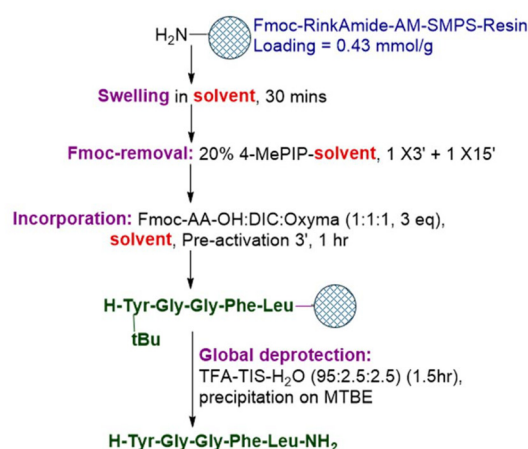 H₂N
Fmoc-RinkAmide-AM-SMPS-Resin
Loading = 0.43 mmol/g
Swelling in solvent, 30 mins
Fmoc-removal: 20% 4-MePIP-solvent, 1 X3' + 1 X15'
Incorporation: Fmoc-AA-OH:DIC:Oxyma (1:1:1, 3 eq),
solvent, Pre-activation 3', 1 hr
H-Tyr-Gly-Gly-Phe-Leu
tBu
Global deprotection:
TFA-TIS-H₂O (95:2.5:2.5) (1.5hr),
precipitation on MTBE
H-Tyr-Gly-Gly-Phe-Leu-NH₂